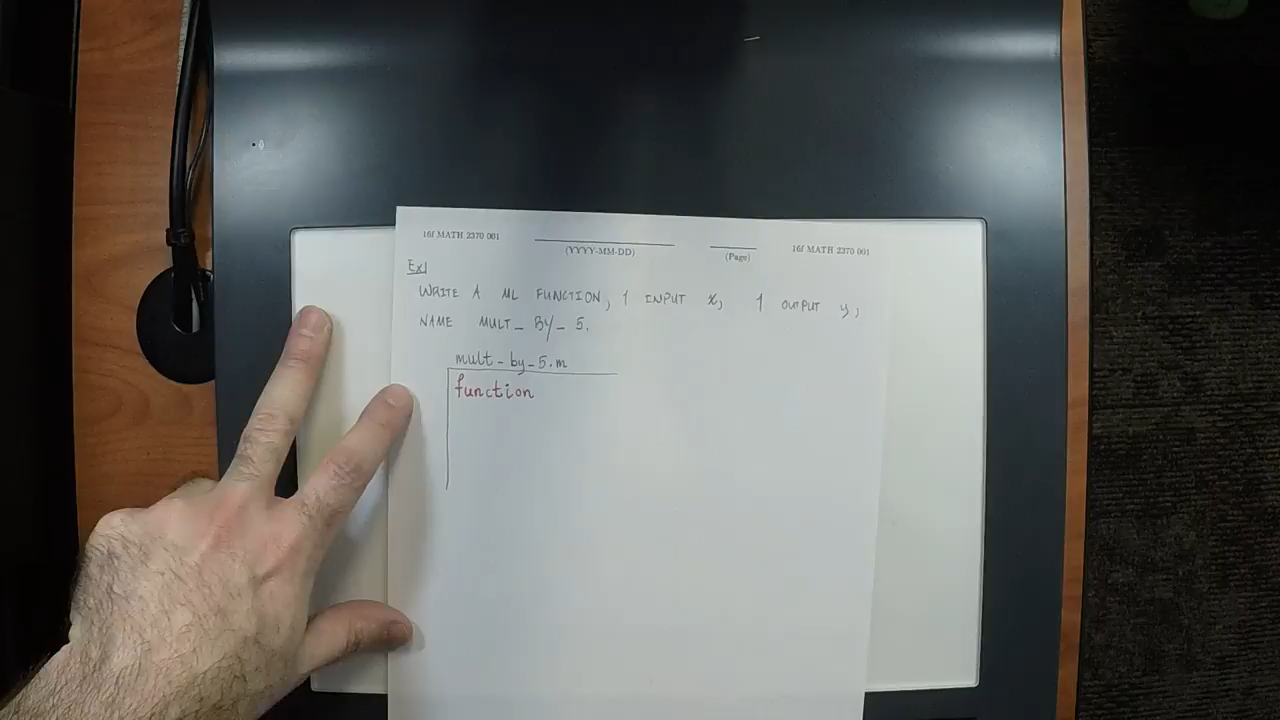 16f MATH 2370 001 (YYYY-MM-DD) (Page) 16f MATH 2370 001
Ex1
WRITE A ML FUNCTION, 1 INPUT x, 1 OUTPUT y,
NAME MULT_BY_5.
mult_by_5.m
function